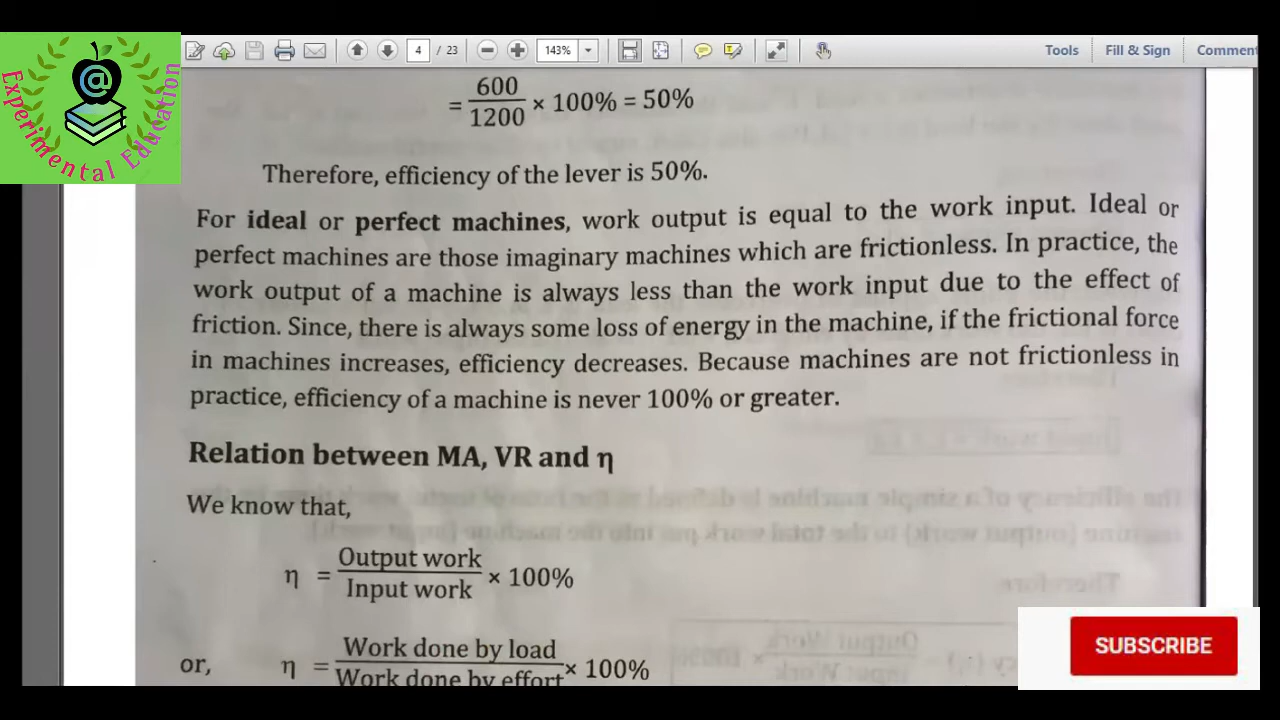 Experimental Education
@
4 / 23
143%
Tools
Fill & Sign
Comment
= 600/1200 × 100% = 50%
Therefore, efficiency of the lever is 50%.
For ideal or perfect machines, work output is equal to the work input. Ideal or
perfect machines are those imaginary machines which are frictionless. In practice, the
work output of a machine is always less than the work input due to the effect of
friction. Since, there is always some loss of energy in the machine, if the frictional force
in machines increases, efficiency decreases. Because machines are not frictionless in
practice, efficiency of a machine is never 100% or greater.
Relation between MA, VR and η
We know that,
η = Output work/Input work × 100%
or, η = Work done by load/Work done by effort × 100%
SUBSCRIBE